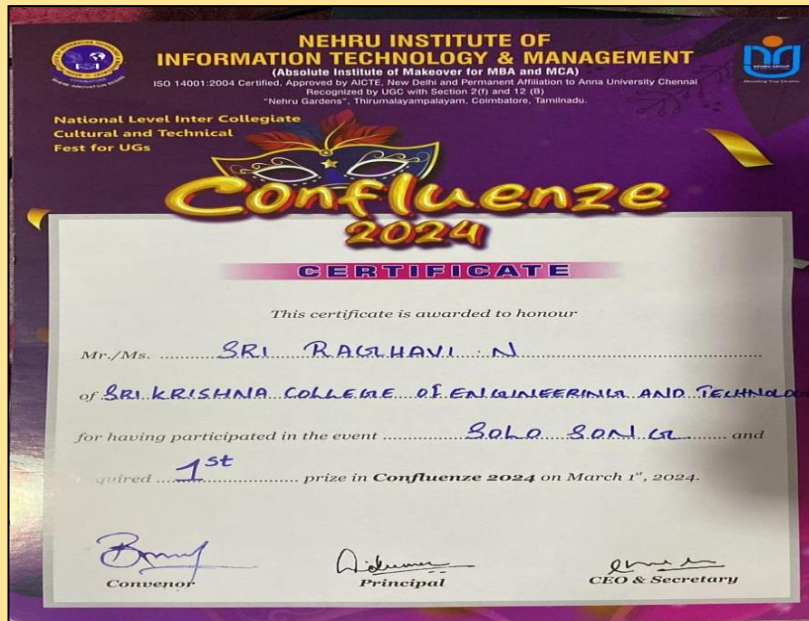 NEHRU INSTITUTE OF
INFORMATION TECHNOLOGY & MANAGEMENT
(Absolute Institute of Makeover for MBA and MCA)
ISO 14001:2004 Certified, Approved by AICTE, New Delhi and Permanent Affiliation to Anna University Chennai
Recognized by UGC with Section 2(f) and 12 (B)
"Nehru Gardens", Thirumalayampalayam, Coimbatore, Tamilnadu.
National Level Inter Collegiate
Cultural and Technical
Fest for UGs
Confluenze
2024
CERTIFICATE
This certificate is awarded to honour
Mr./Ms. SRI RAGHAVI . N
of SRI KRISHNA COLLEGE OF ENGINEERING AND TECHNOLO
for having participated in the event SOLO SONG and
quired 1st prize in Confluenze 2024 on March 1st, 2024.
Convenor Principal CEO & Secretary